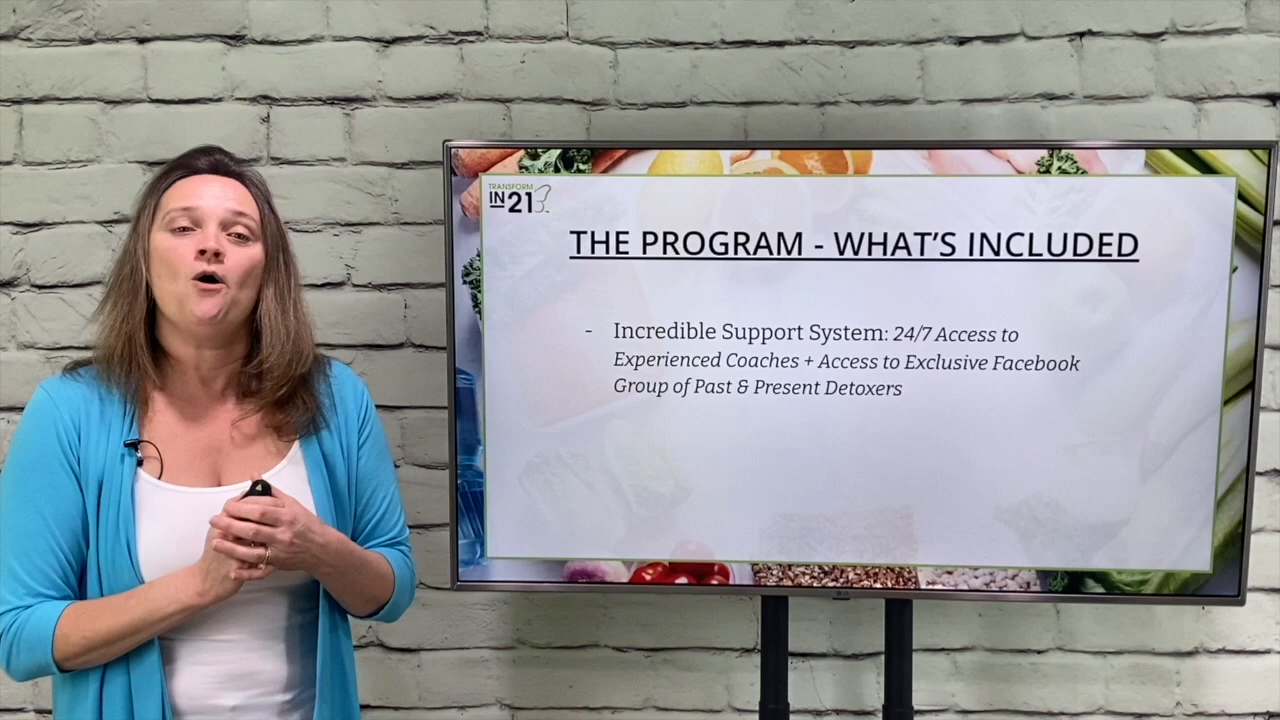 TRANSFORM
IN 21
THE PROGRAM - WHAT'S INCLUDED
- Incredible Support System: 24/7 Access to
Experienced Coaches + Access to Exclusive Facebook
Group of Past & Present Detoxers
LG